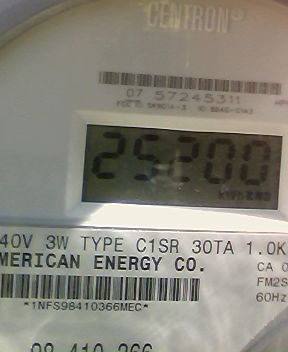 CENTRON®
07 57245311
25200
40V 3W TYPE C1SR 30TA 1.0K
MERICAN ENERGY CO.
CA 0
FM2S
60Hz
*1NFS98410366MEC*
98 410 366